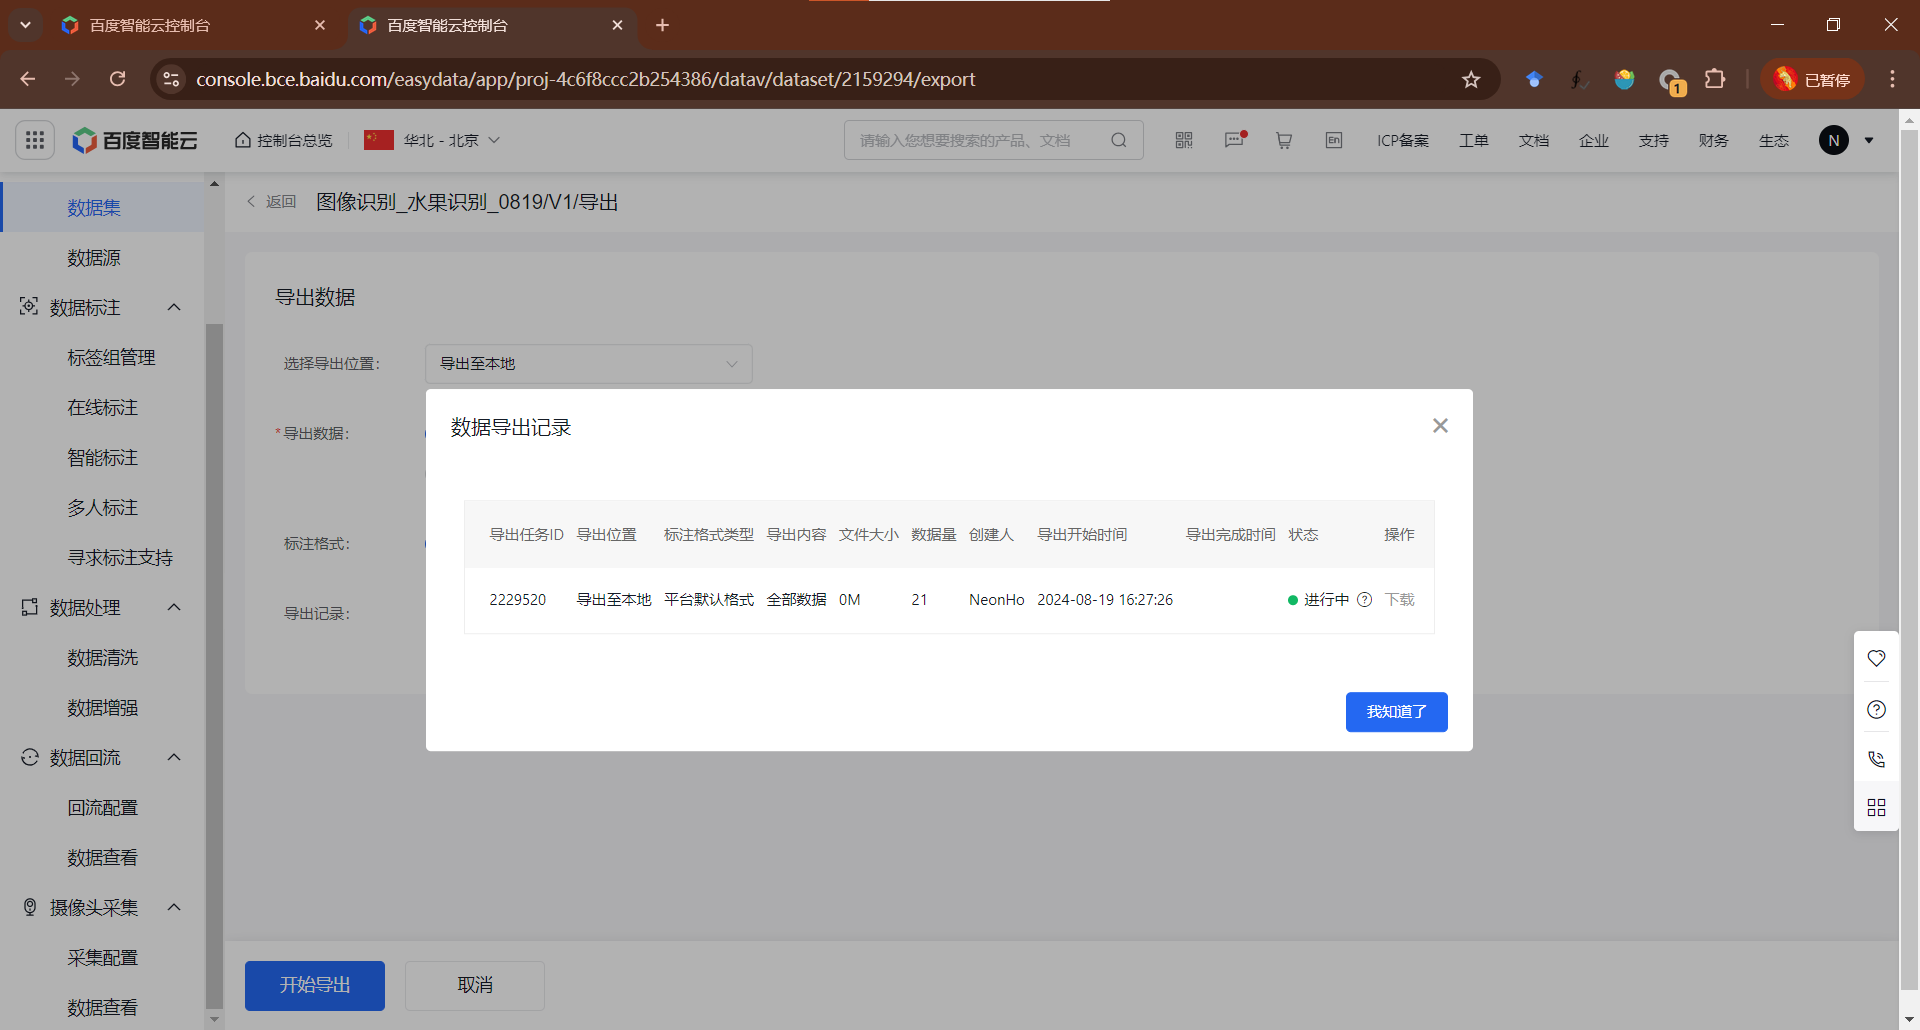 百度智能云控制台
百度智能云控制台
console.bce.baidu.com/easydata/app/proj-4c6f8ccc2b254386/datav/dataset/2159294/export
1
已暂停
百度智能云
控制台总览
华北 - 北京
请输入您想要搜索的产品、文档
En
ICP备案
工单
文档
企业
支持
财务
生态
N
数据集
数据源
数据标注
标签组管理
在线标注
智能标注
多人标注
寻求标注支持
数据处理
数据清洗
数据增强
数据回流
回流配置
数据查看
摄像头采集
采集配置
数据查看
返回 图像识别_水果识别_0819/V1/导出
导出数据
选择导出位置: 导出至本地
*导出数据:
标注格式:
导出记录:
数据导出记录
导出任务ID 导出位置 标注格式类型 导出内容 文件大小 数据量 创建人 导出开始时间 导出完成时间 状态 操作
2229520 导出至本地 平台默认格式 全部数据 0M 21 NeonHo 2024-08-19 16:27:26 进行中 下载
我知道了
开始导出 取消